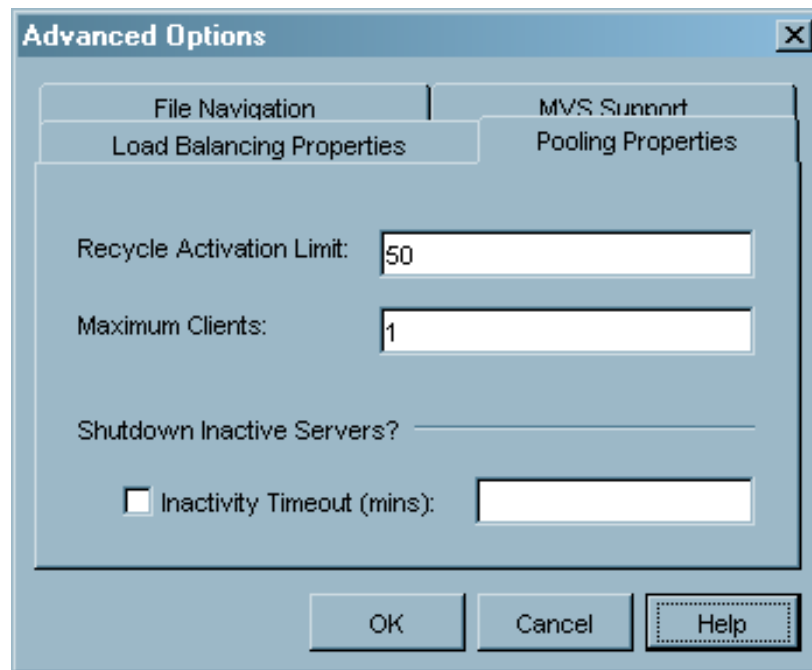 Advanced Options
File Navigation MVS Support
Load Balancing Properties Pooling Properties
Recycle Activation Limit: 50
Maximum Clients: 1
Shutdown Inactive Servers?
Inactivity Timeout (mins):
OK Cancel Help